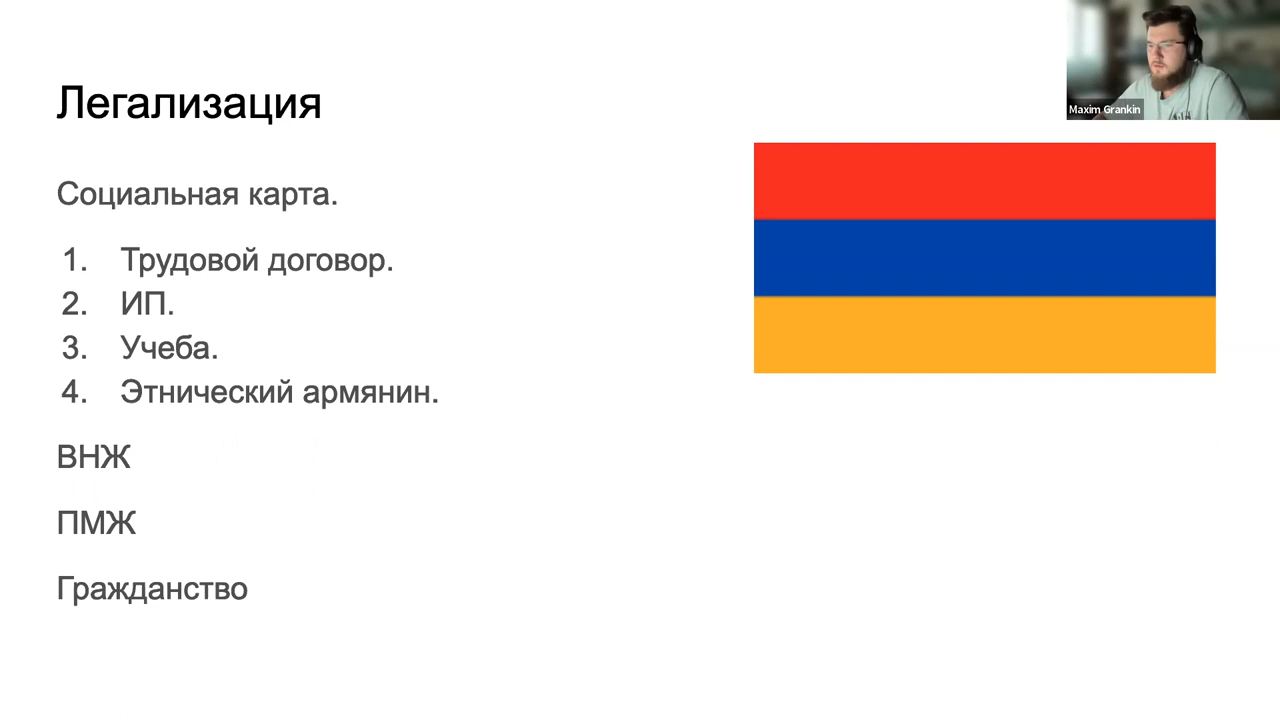 Maxim Grankin
Легализация
Социальная карта.
1. Трудовой договор.
2. ИП.
3. Учеба.
4. Этнический армянин.
ВНЖ
ПМЖ
Гражданство